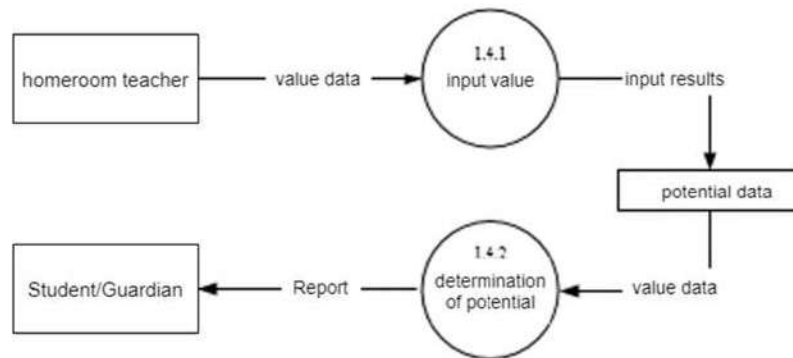 homeroom teacher
value data
1.4.1
input value
input results
potential data
value data
1.4.2
determination
of potential
Report
Student/Guardian